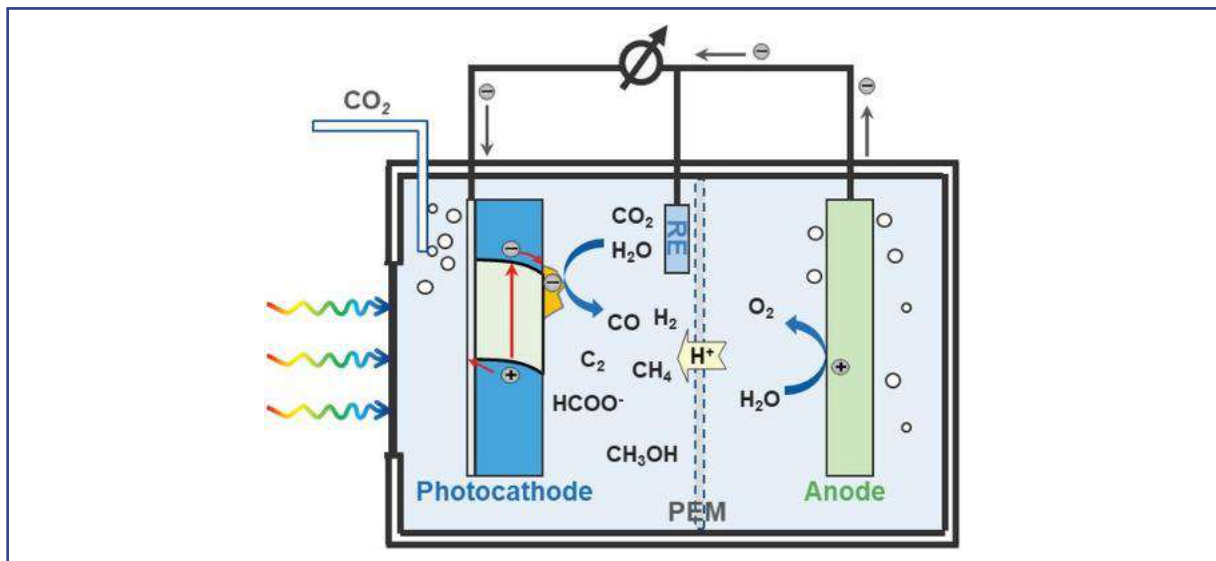 CO₂
CO₂
H₂O
RE
CO
H₂
C₂
CH₄
H⁺
HCOO⁻
CH₃OH
O₂
H₂O
Photocathode
PEM
Anode